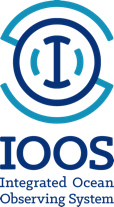 IOOS
Integrated Ocean
Observing System